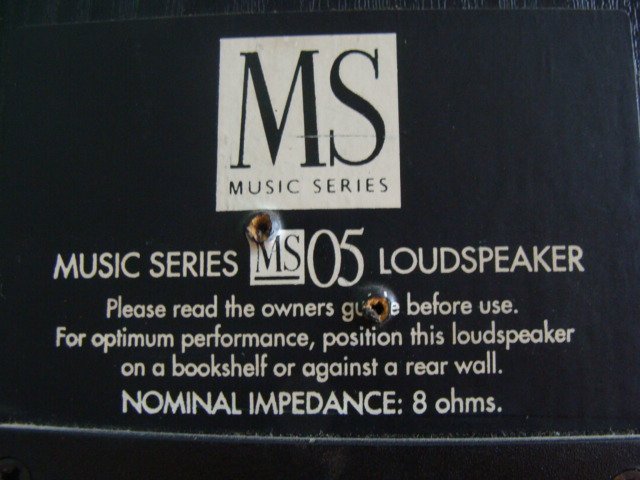 MS
MUSIC SERIES
MUSIC SERIES MS 05 LOUDSPEAKER
Please read the owners before use.
For optimum performance, position this loudspeaker
on a bookshelf or against a rear wall.
NOMINAL IMPEDANCE: 8 ohms.